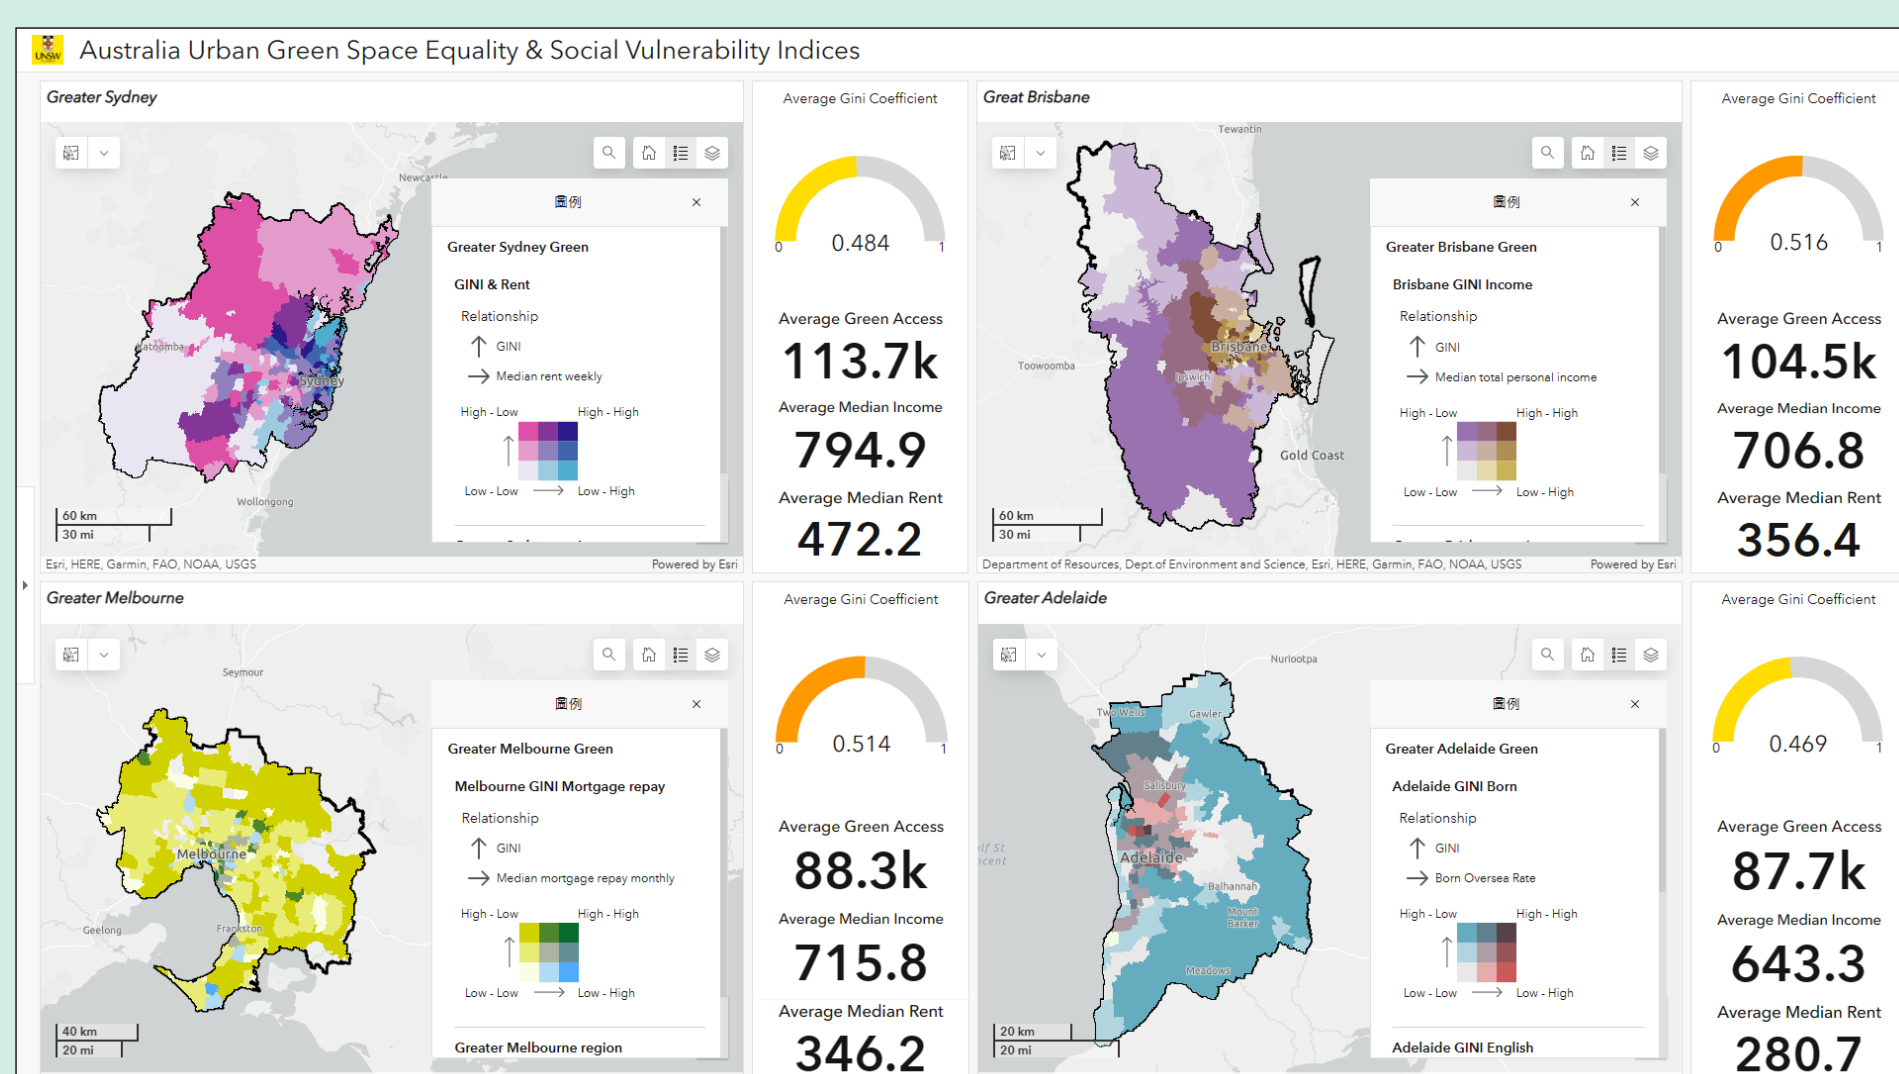 UNSW
Australia Urban Green Space Equality & Social Vulnerability Indices
Greater Sydney
Newcastle
Katoomba
Sydney
Wollongong
圖例
Greater Sydney Green
GINI & Rent
Relationship
GINI
Median rent weekly
High - Low
High - High
Low - Low
Low - High
60 km
30 mi
Esri, HERE, Garmin, FAO, NOAA, USGS
Powered by Esri
Average Gini Coefficient
0
0.484
1
Average Green Access
113.7k
Average Median Income
794.9
Average Median Rent
472.2
Great Brisbane
Tewantin
Toowoomba
Brisbane
Ipswich
Gold Coast
圖例
Greater Brisbane Green
Brisbane GINI Income
Relationship
GINI
Median total personal income
High - Low
High - High
Low - Low
Low - High
60 km
30 mi
Department of Resources, Dept.of Environment and Science, Esri, HERE, Garmin, FAO, NOAA, USGS
Powered by Esri
Average Gini Coefficient
0
0.516
1
Average Green Access
104.5k
Average Median Income
706.8
Average Median Rent
356.4
Greater Melbourne
Seymour
Melbourne
Geelong
Frankston
圖例
Greater Melbourne Green
Melbourne GINI Mortgage repay
Relationship
GINI
Median mortgage repay monthly
High - Low
High - High
Low - Low
Low - High
Greater Melbourne region
40 km
20 mi
Average Gini Coefficient
0
0.514
1
Average Green Access
88.3k
Average Median Income
715.8
Average Median Rent
346.2
Greater Adelaide
Nuriootpa
Two Wells
Gawler
Salisbury
Adelaide
Balhannah
Mount
Barker
Meadows
圖例
Greater Adelaide Green
Adelaide GINI Born
Relationship
GINI
Born Oversea Rate
High - Low
High - High
Low - Low
Low - High
Adelaide GINI English
20 km
20 mi
Average Gini Coefficient
0
0.469
1
Average Green Access
87.7k
Average Median Income
643.3
Average Median Rent
280.7